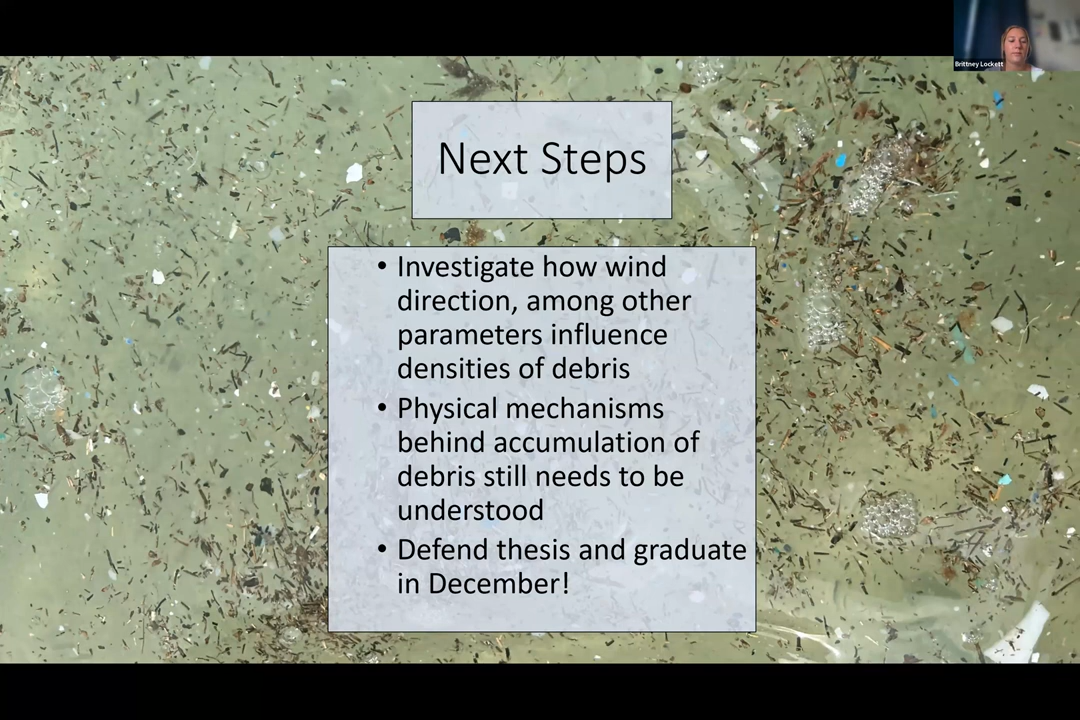 Brittney Lockett
Next Steps
• Investigate how wind
direction, among other
parameters influence
densities of debris
• Physical mechanisms
behind accumulation of
debris still needs to be
understood
• Defend thesis and graduate
in December!